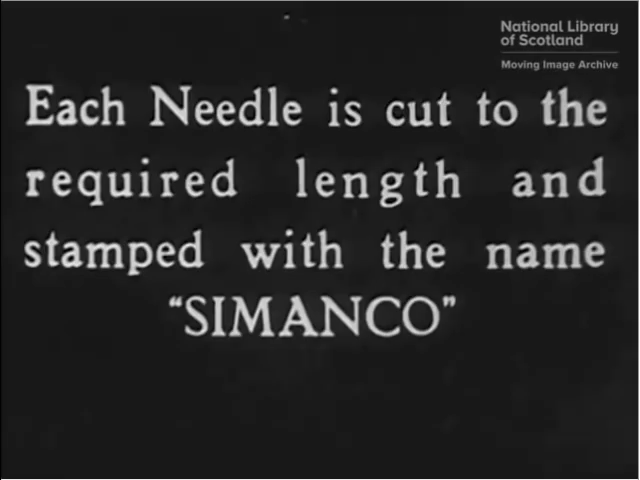 National Library
of Scotland
Moving Image Archive
Each Needle is cut to the
required length and
stamped with the name
"SIMANCO"